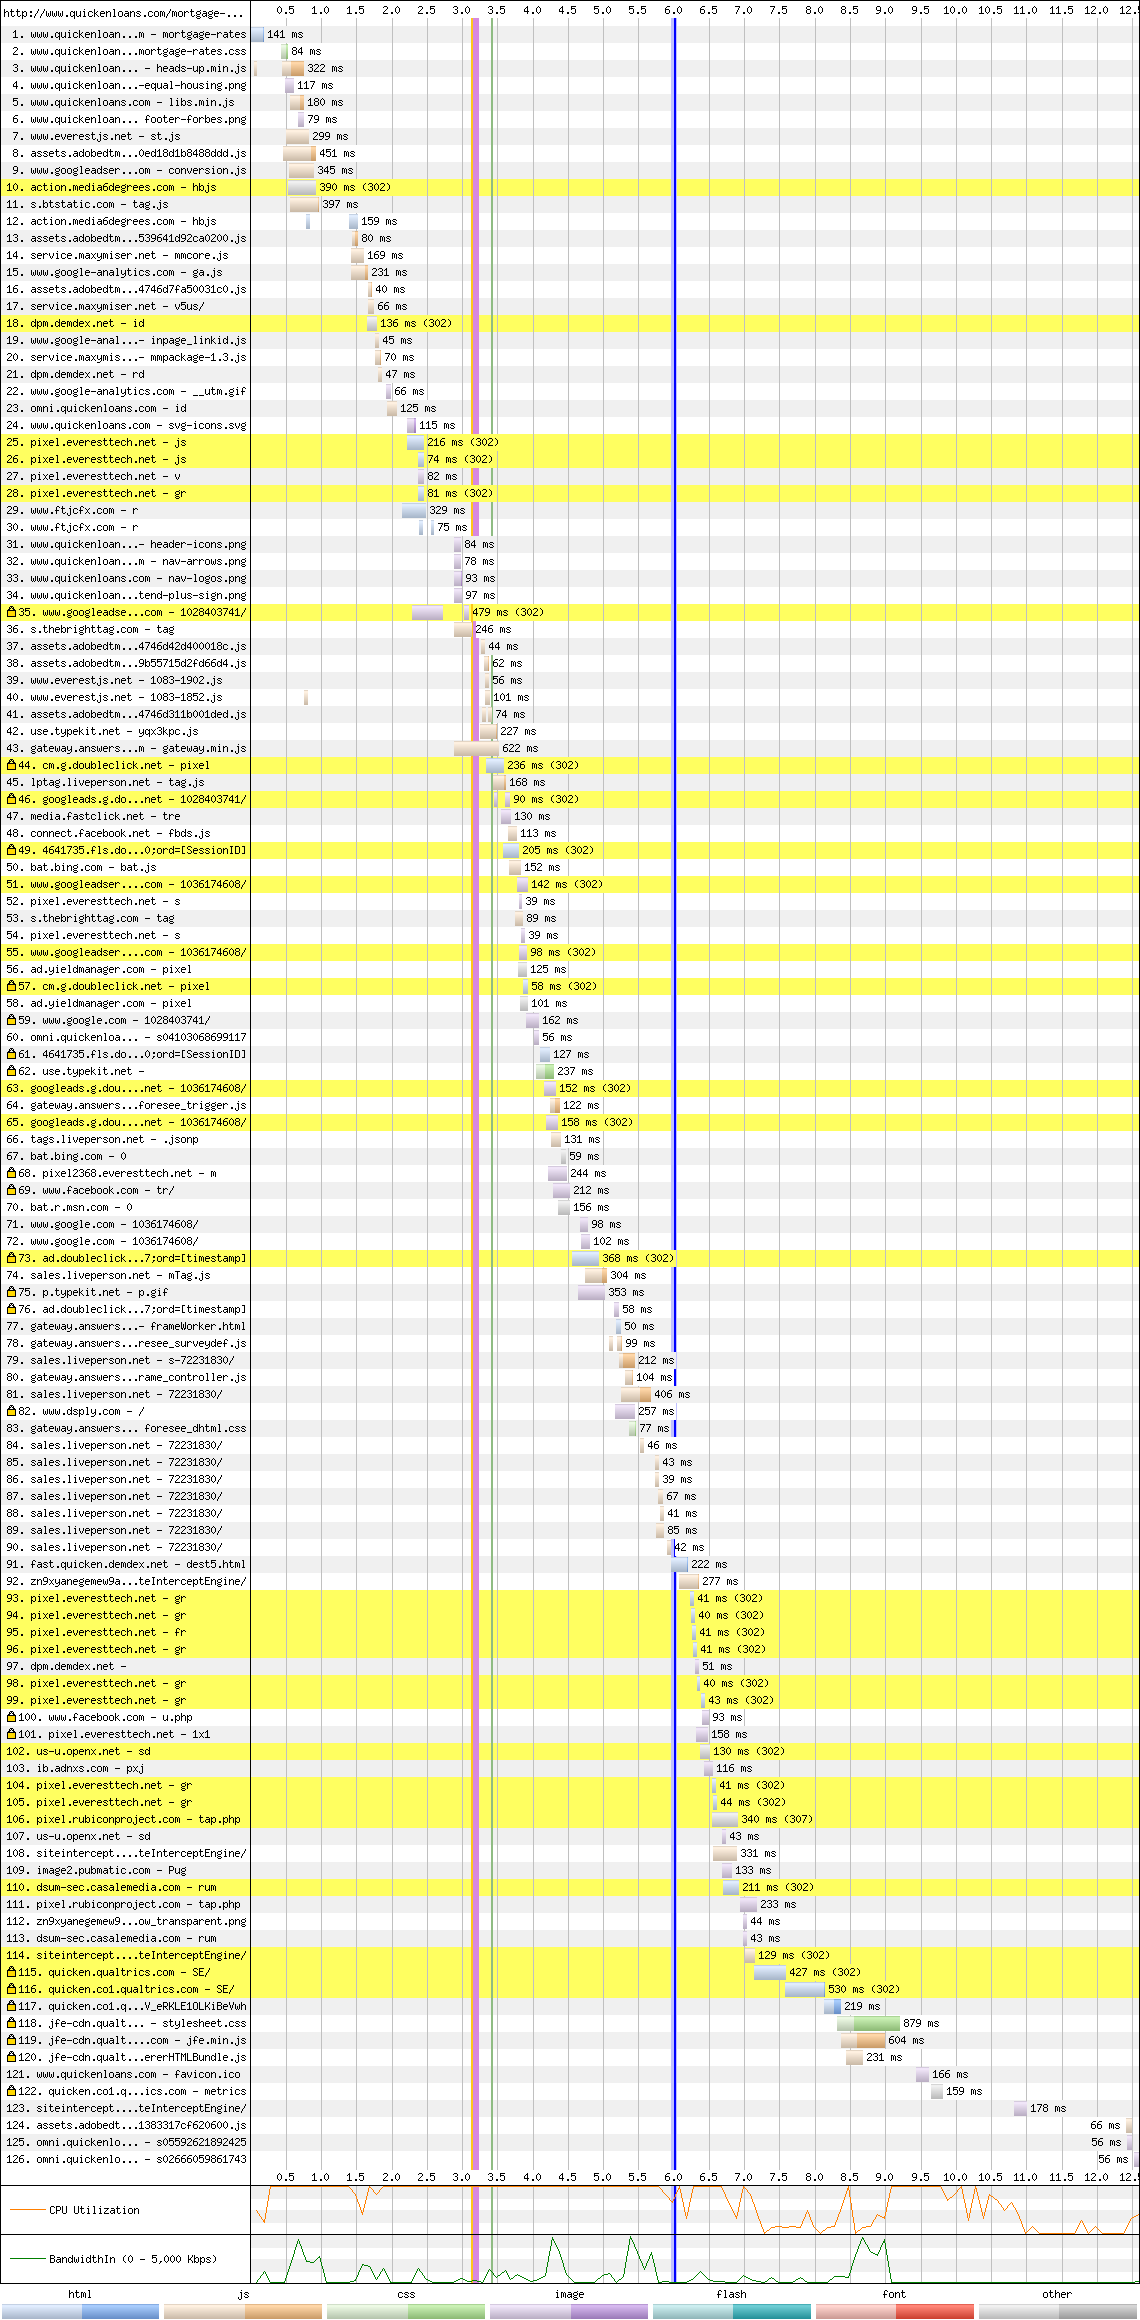 http://www.quickenloans.com/mortgage-... 0.5 1.0 1.5 2.0 2.5 3.0 3.5 4.0 4.5 5.0 5.5 6.0 6.5 7.0 7.5 8.0 8.5 9.0 9.5 10.0 10.5 11.0 11.5 12.0 12.5
1. www.quickenloan...m - mortgage-rates 141 ms
2. www.quickenloan...mortgage-rates.css 84 ms
3. www.quickenloan... - heads-up.min.js 322 ms
4. www.quickenloan...-equal-housing.png 117 ms
5. www.quickenloans.com - libs.min.js 180 ms
6. www.quickenloan... footer-forbes.png 79 ms
7. www.everestjs.net - st.js 299 ms
8. assets.adobedtm...0ed18d1b8488ddd.js 451 ms
9. www.googleadser...om - conversion.js 345 ms
10. action.media6degrees.com - hbjs 390 ms (302)
11. s.btstatic.com - tag.js 397 ms
12. action.media6degrees.com - hbjs 159 ms
13. assets.adobedtm...539641d92ca0200.js 80 ms
14. service.maxymiser.net - mmcore.js 169 ms
15. www.google-analytics.com - ga.js 231 ms
16. assets.adobedtm...4746d7fa50031c0.js 40 ms
17. service.maxymiser.net - v5us/ 66 ms
18. dpm.demdex.net - id 136 ms (302)
19. www.google-anal...- inpage_linkid.js 45 ms
20. service.maxymis...- mmpackage-1.3.js 70 ms
21. dpm.demdex.net - rd 47 ms
22. www.google-analytics.com - __utm.gif 66 ms
23. omni.quickenloans.com - id 125 ms
24. www.quickenloans.com - svg-icons.svg 115 ms
25. pixel.everesttech.net - js 216 ms (302)
26. pixel.everesttech.net - js 74 ms (302)
27. pixel.everesttech.net - v 82 ms
28. pixel.everesttech.net - gr 81 ms (302)
29. www.ftjcfx.com - r 329 ms
30. www.ftjcfx.com - r 75 ms
31. www.quickenloan...- header-icons.png 84 ms
32. www.quickenloan...m - nav-arrows.png 78 ms
33. www.quickenloans.com - nav-logos.png 93 ms
34. www.quickenloan...tend-plus-sign.png 97 ms
35. www.googleadse...com - 1028403741/ 479 ms (302)
36. s.thebrighttag.com - tag 246 ms
37. assets.adobedtm...4746d42d400018c.js 44 ms
38. assets.adobedtm...9b55715d2fd66d4.js 62 ms
39. www.everestjs.net - 1083-1902.js 56 ms
40. www.everestjs.net - 1083-1852.js 101 ms
41. assets.adobedtm...4746d311b001ded.js 74 ms
42. use.typekit.net - yqx3kpc.js 227 ms
43. gateway.answers...m - gateway.min.js 622 ms
44. cm.g.doubleclick.net - pixel 236 ms (302)
45. lptag.liveperson.net - tag.js 168 ms
46. googleads.g.do...net - 1028403741/ 90 ms (302)
47. media.fastclick.net - tre 130 ms
48. connect.facebook.net - fbds.js 113 ms
49. 4641735.fls.do...0;ord=[SessionID] 205 ms (302)
50. bat.bing.com - bat.js 152 ms
51. www.googleadser....com - 1036174608/ 142 ms (302)
52. pixel.everesttech.net - s 39 ms
53. s.thebrighttag.com - tag 89 ms
54. pixel.everesttech.net - s 39 ms
55. www.googleadser....com - 1036174608/ 98 ms (302)
56. ad.yieldmanager.com - pixel 125 ms
57. cm.g.doubleclick.net - pixel 58 ms (302)
58. ad.yieldmanager.com - pixel 101 ms
59. www.google.com - 1028403741/ 162 ms
60. omni.quickenloa... - s04103068699117 56 ms
61. 4641735.fls.do...0;ord=[SessionID] 127 ms
62. use.typekit.net - 237 ms
63. googleads.g.dou....net - 1036174608/ 152 ms (302)
64. gateway.answers...foresee_trigger.js 122 ms
65. googleads.g.dou....net - 1036174608/ 158 ms (302)
66. tags.liveperson.net - .jsonp 131 ms
67. bat.bing.com - 0 59 ms
68. pixel2368.everesttech.net - m 244 ms
69. www.facebook.com - tr/ 212 ms
70. bat.r.msn.com - 0 156 ms
71. www.google.com - 1036174608/ 98 ms
72. www.google.com - 1036174608/ 102 ms
73. ad.doubleclick...7;ord=[timestamp] 368 ms (302)
74. sales.liveperson.net - mTag.js 304 ms
75. p.typekit.net - p.gif 353 ms
76. ad.doubleclick...7;ord=[timestamp] 58 ms
77. gateway.answers...- frameWorker.html 50 ms
78. gateway.answers...resee_surveydef.js 99 ms
79. sales.liveperson.net - s-72231830/ 212 ms
80. gateway.answers...rame_controller.js 104 ms
81. sales.liveperson.net - 72231830/ 406 ms
82. www.dsply.com - / 257 ms
83. gateway.answers... foresee_dhtml.css 77 ms
84. sales.liveperson.net - 72231830/ 46 ms
85. sales.liveperson.net - 72231830/ 43 ms
86. sales.liveperson.net - 72231830/ 39 ms
87. sales.liveperson.net - 72231830/ 67 ms
88. sales.liveperson.net - 72231830/ 41 ms
89. sales.liveperson.net - 72231830/ 85 ms
90. sales.liveperson.net - 72231830/ 42 ms
91. fast.quicken.demdex.net - dest5.html 222 ms
92. zn9xyanegemew9a...teInterceptEngine/ 277 ms
93. pixel.everesttech.net - gr 41 ms (302)
94. pixel.everesttech.net - gr 40 ms (302)
95. pixel.everesttech.net - fr 41 ms (302)
96. pixel.everesttech.net - gr 41 ms (302)
97. dpm.demdex.net - 51 ms
98. pixel.everesttech.net - gr 40 ms (302)
99. pixel.everesttech.net - gr 43 ms (302)
100. www.facebook.com - u.php 93 ms
101. pixel.everesttech.net - 1x1 158 ms
102. us-u.openx.net - sd 130 ms (302)
103. ib.adnxs.com - pxj 116 ms
104. pixel.everesttech.net - gr 41 ms (302)
105. pixel.everesttech.net - gr 44 ms (302)
106. pixel.rubiconproject.com - tap.php 340 ms (307)
107. us-u.openx.net - sd 43 ms
108. siteintercept....teInterceptEngine/ 331 ms
109. image2.pubmatic.com - Pug 133 ms
110. dsum-sec.casalemedia.com - rum 211 ms (302)
111. pixel.rubiconproject.com - tap.php 233 ms
112. zn9xyanegemew9...ow_transparent.png 44 ms
113. dsum-sec.casalemedia.com - rum 43 ms
114. siteintercept....teInterceptEngine/ 129 ms (302)
115. quicken.qualtrics.com - SE/ 427 ms (302)
116. quicken.co1.qualtrics.com - SE/ 530 ms (302)
117. quicken.co1.q...V_eRKLE1OLKiBeVwh 219 ms
118. jfe-cdn.qualt... - stylesheet.css 879 ms
119. jfe-cdn.qualt....com - jfe.min.js 604 ms
120. jfe-cdn.qualt...ererHTMLBundle.js 231 ms
121. www.quickenloans.com - favicon.ico 166 ms
122. quicken.co1.q...ics.com - metrics 159 ms
123. siteintercept....teInterceptEngine/ 178 ms
124. assets.adobedt...1383317cf620600.js 66 ms
125. omni.quickenlo... - s05592621892425 56 ms
126. omni.quickenlo... - s02666059861743 56 ms
0.5 1.0 1.5 2.0 2.5 3.0 3.5 4.0 4.5 5.0 5.5 6.0 6.5 7.0 7.5 8.0 8.5 9.0 9.5 10.0 10.5 11.0 11.5 12.0 12.5
CPU Utilization
BandwidthIn (0 - 5,000 Kbps)
html js css image flash font other